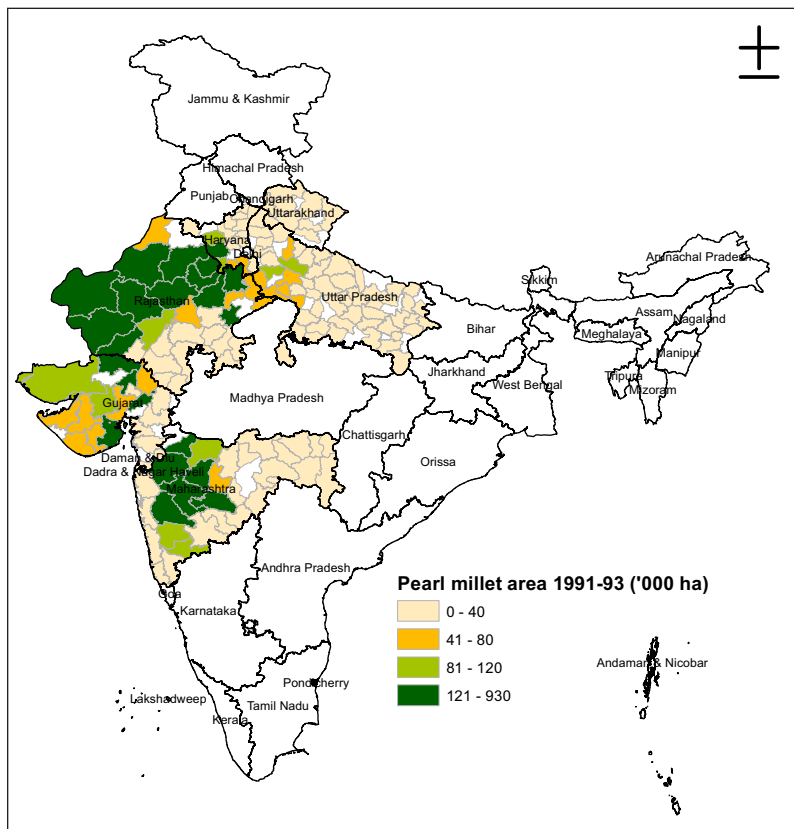 Jammu & Kashmir
Himachal Pradesh
Punjab
Chandigarh
Uttarakhand
Haryana
Delhi
Arunachal Pradesh
Sikkim
Rajasthan
Uttar Pradesh
Assam
Nagaland
Bihar
Meghalaya
Manipur
Jharkhand
Tripura
West Bengal
Mizoram
Gujarat
Madhya Pradesh
Chattisgarh
Daman & Diu
Orissa
Dadra & Nagar Haveli
Maharashtra
Andhra Pradesh
Pearl millet area 1991-93 ('000 ha)
Goa
Karnataka
0 - 40
41 - 80
81 - 120
121 - 930
Andaman & Nicobar
Pondicherry
Lakshadweep
Tamil Nadu
Kerala